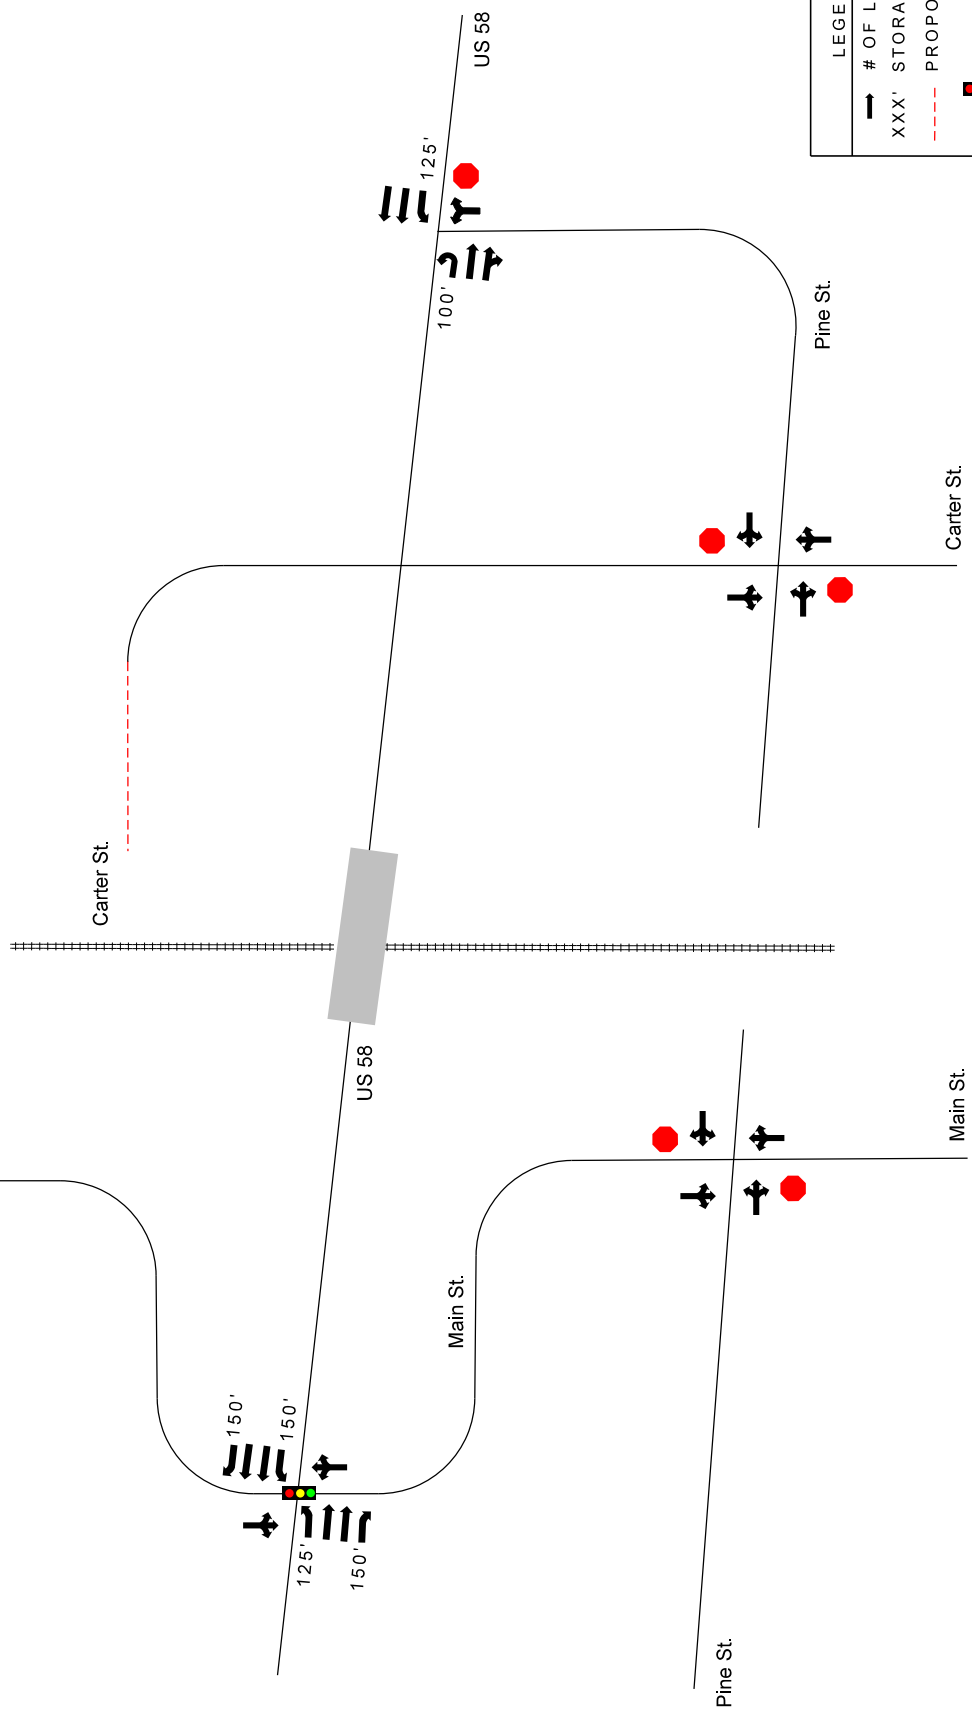 US 58
125'
100'
Pine St.
Carter St.
Carter St.
US 58
Main St.
Main St.
150'
150'
125'
150'
Pine St.
LEGE
# OF L
XXX' STORA
PROPO